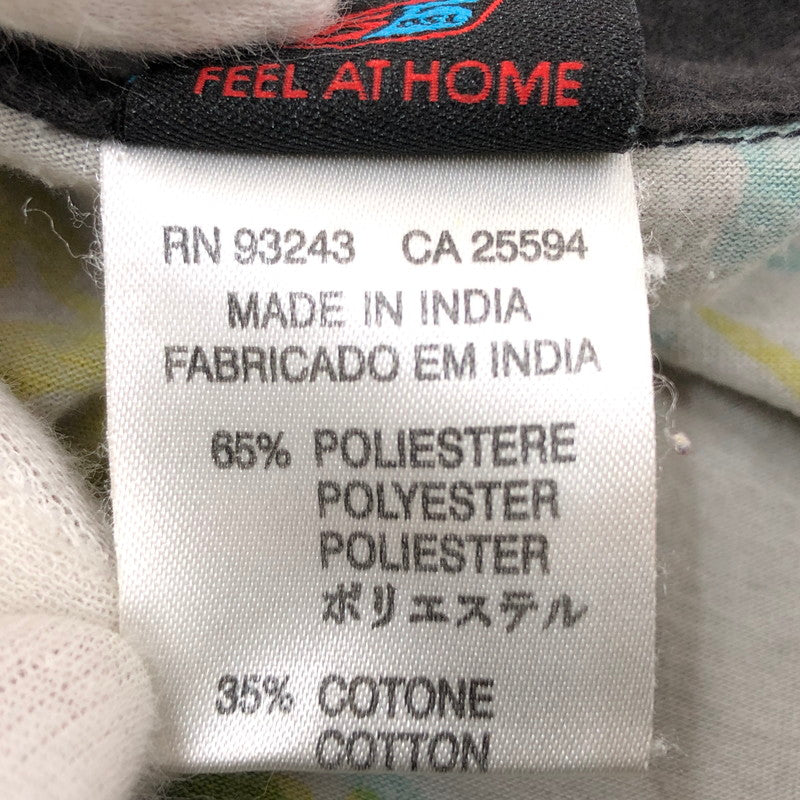 FEEL AT HOME
RN 93243 CA 25594
MADE IN INDIA
FABRICADO EM INDIA
65% POLIESTERE
POLYESTER
POLIESTER
ポリエステル
35% COTONE
COTTON